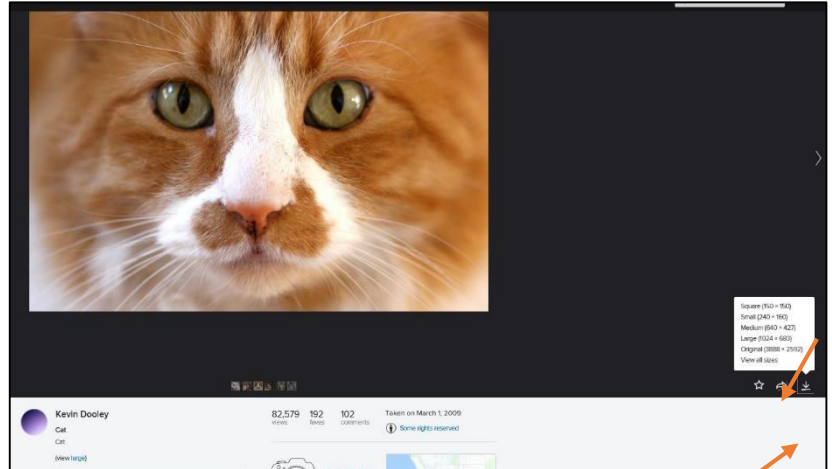 Square (150 × 150)
Small (240 × 160)
Medium (640 × 427)
Large (1024 × 683)
Original (3888 × 2592)
View all sizes
Kevin Dooley
Cat
Cat
(view large)
82,579 views
192 faves
102 comments
Taken on March 1, 2009
Some rights reserved